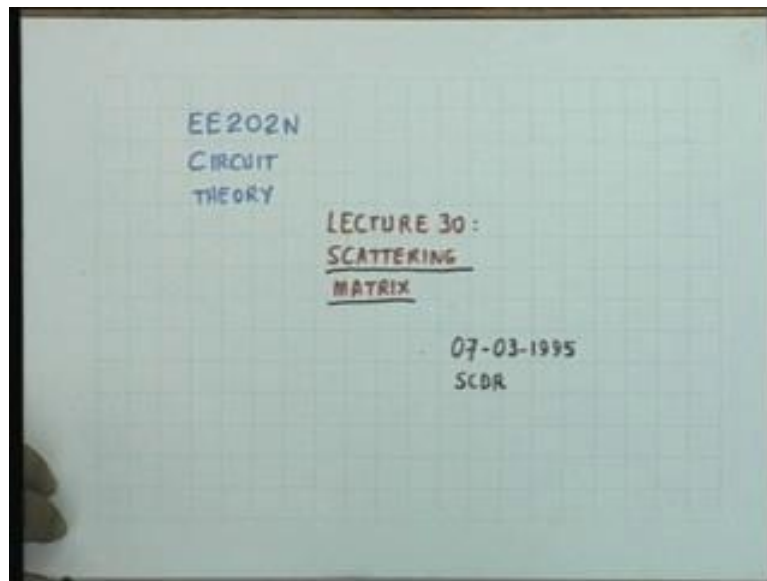 EE202N
CIRCUIT
THEORY
LECTURE 30:
SCATTERING
MATRIX
07-03-1995
SCDR